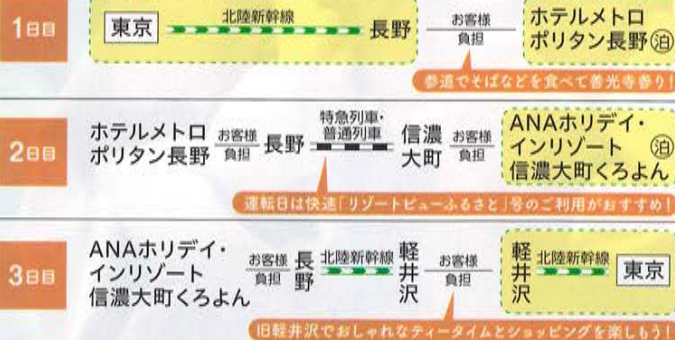 1日目
東京
北陸新幹線
長野
お客様
負担
ホテルメトロ
ポリタン長野 泊
参道でそばなどを食べて善光寺参り!
2日目
ホテルメトロ
ポリタン長野
お客様
負担
長野
特急列車・
普通列車
信濃
大町
お客様
負担
ANAホリデイ・
インリゾート 泊
信濃大町くろよん
運転日は快速「リゾートビューふるさと」号のご利用がおすすめ!
3日目
ANAホリデイ・
インリゾート
信濃大町くろよん
お客様
負担
長野
北陸新幹線
軽井沢
お客様
負担
軽井沢
北陸新幹線
東京
旧軽井沢でおしゃれなティータイムとショッピングを楽しもう!